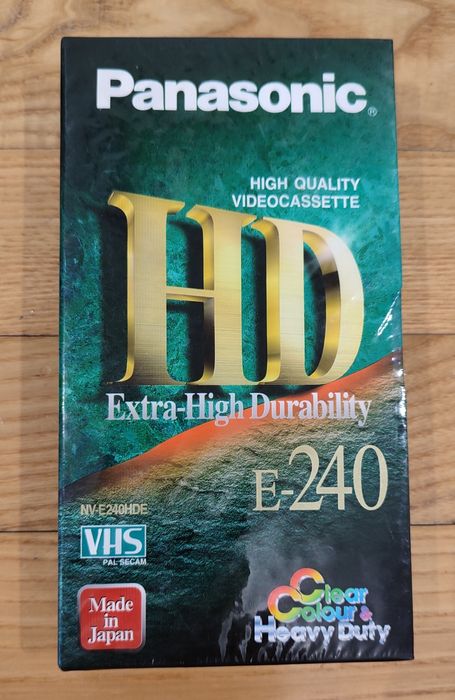 Panasonic®
HIGH QUALITY
VIDEOCASSETTE
HD
Extra-High Durability
E-240
NV-E240HDE
VHS
PAL SECAM
Made
in
Japan
Clear
Colour &
Heavy Duty